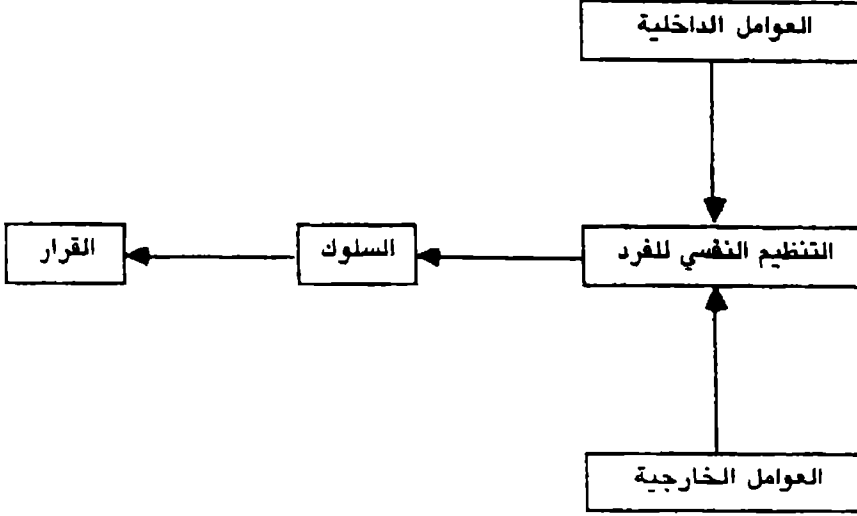 العوامل الداخلية
التنظيم النفسي للفرد
السلوك
القرار
العوامل الخارجية